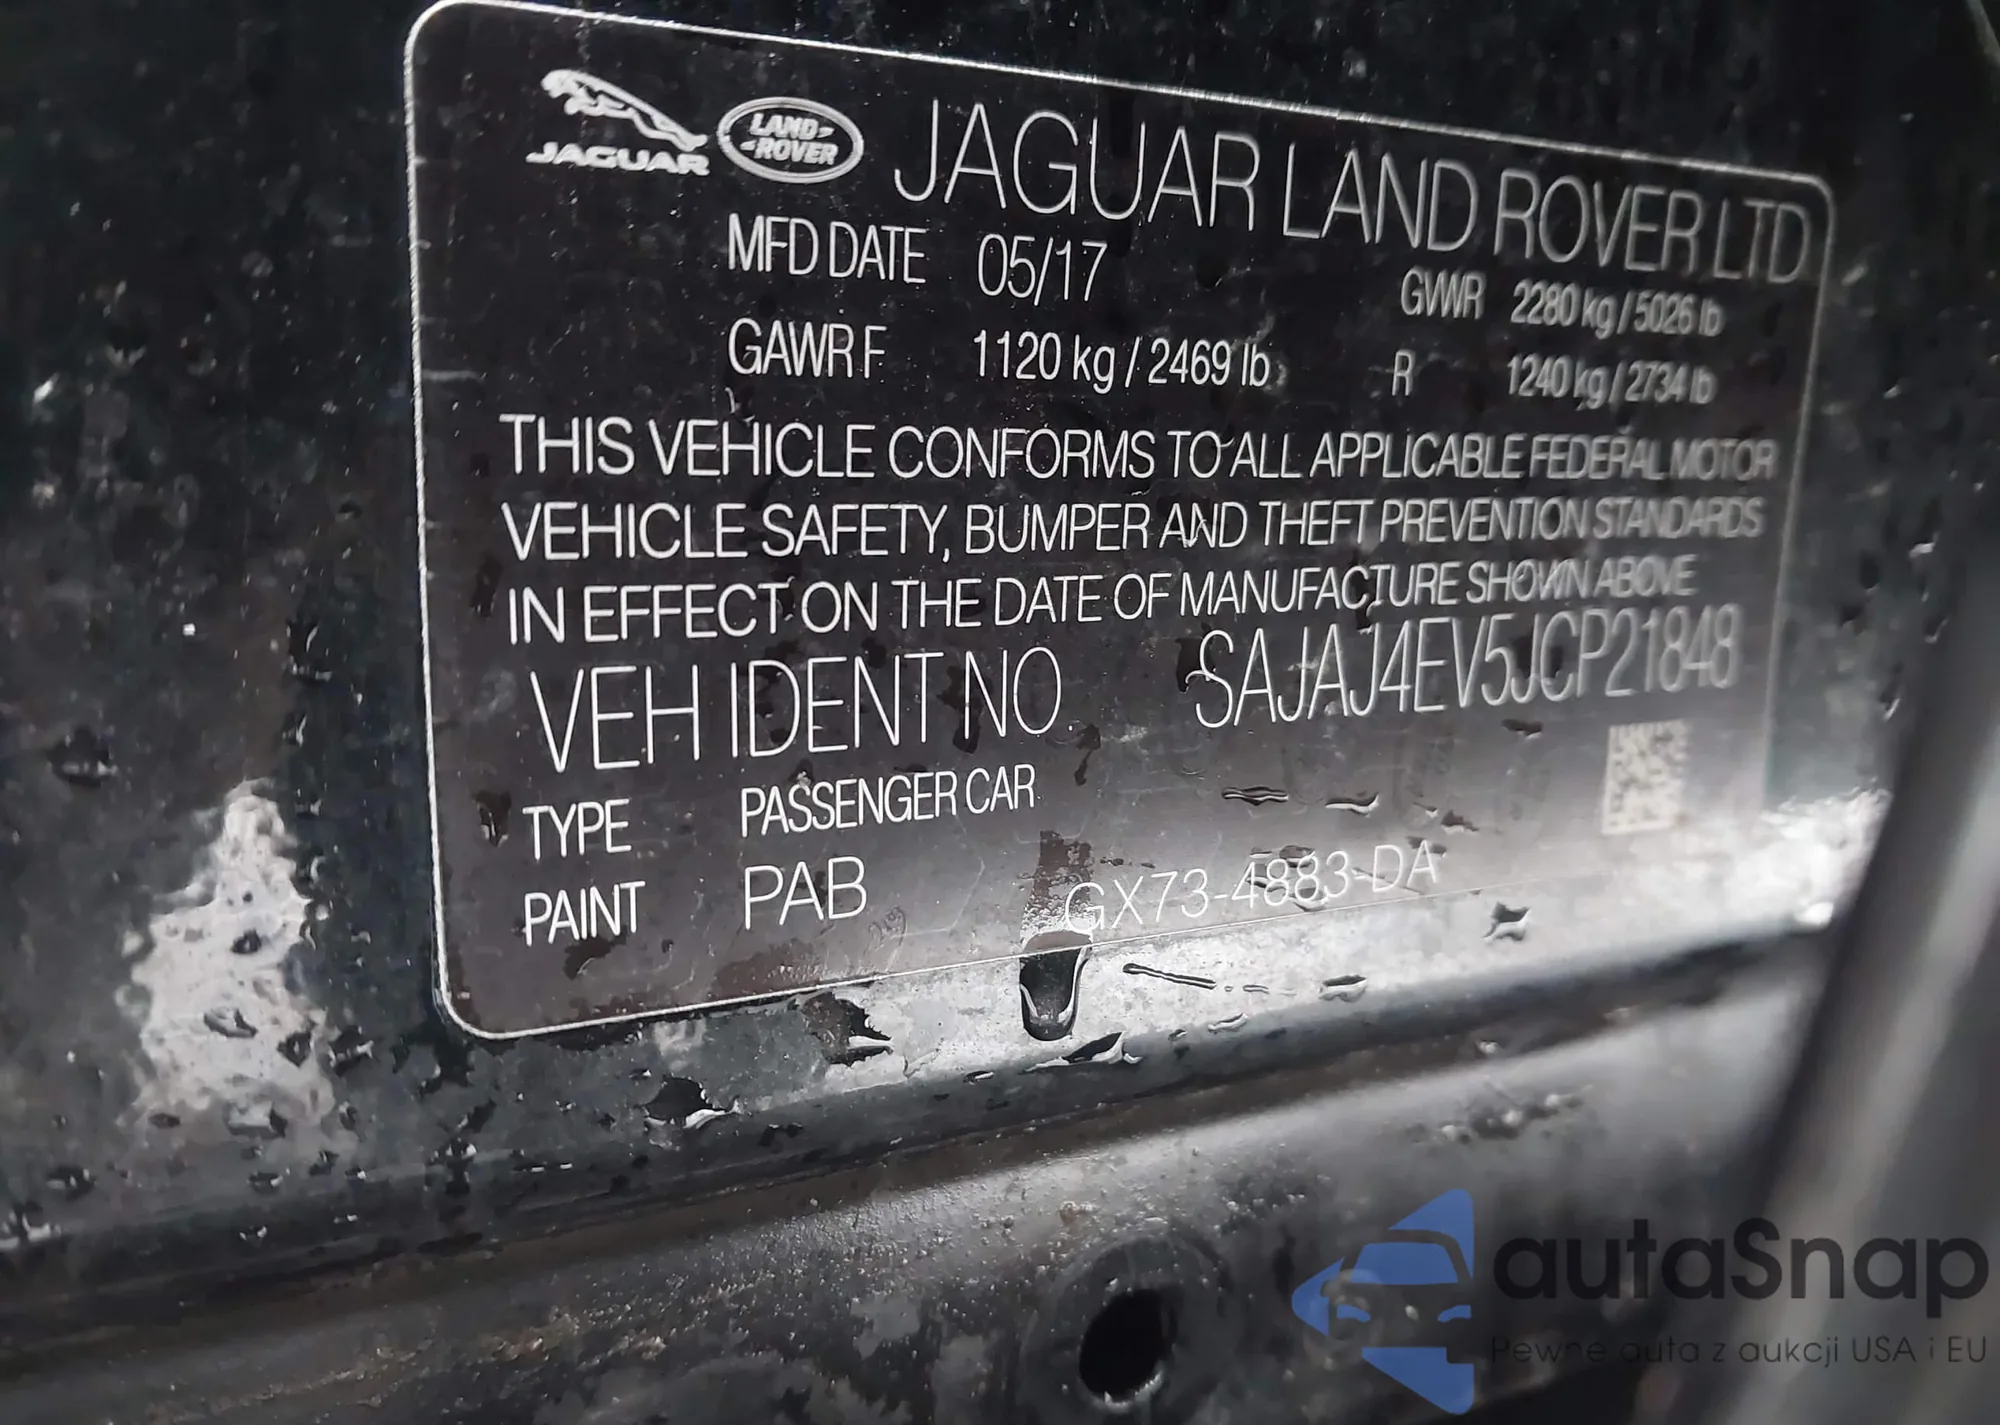 JAGUAR LAND ROVER JAGUAR LAND ROVER LTD
MFD DATE 05/17 GVWR 2280 kg / 5026 lb
GAWR F 1120 kg / 2469 lb R 1240 kg / 2734 lb
THIS VEHICLE CONFORMS TO ALL APPLICABLE FEDERAL MOTOR
VEHICLE SAFETY, BUMPER AND THEFT PREVENTION STANDARDS
IN EFFECT ON THE DATE OF MANUFACTURE SHOWN ABOVE
VEH IDENT NO. SAJAJ4EV5JCP21848
TYPE PASSENGER CAR
PAINT PAB GX73-4883-DA
autaSnap
Pewne auta z aukcji USA i EU